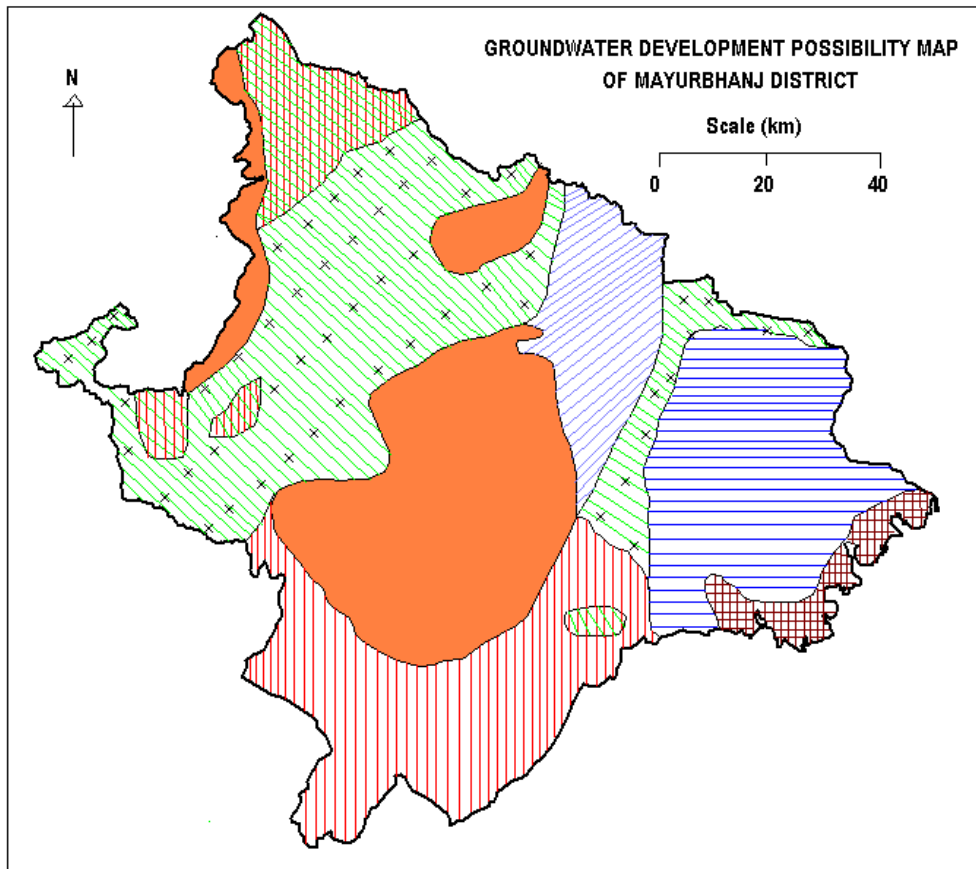 GROUNDWATER DEVELOPMENT POSSIBILITY MAP
OF MAYURBHANJ DISTRICT
N
Scale (km)
0 20 40